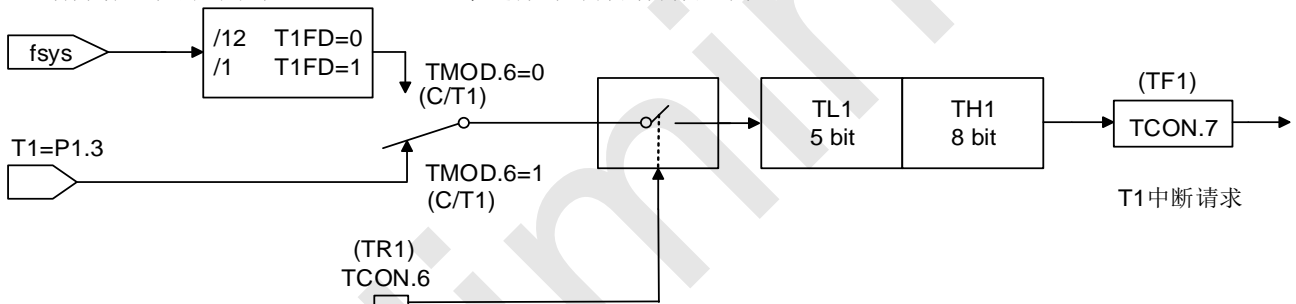 fsys
/12 T1FD=0
/1 T1FD=1
TMOD.6=0
(C/T1)
T1=P1.3
TMOD.6=1
(C/T1)
(TR1)
TCON.6
TL1
5 bit
TH1
8 bit
(TF1)
TCON.7
T1中断请求